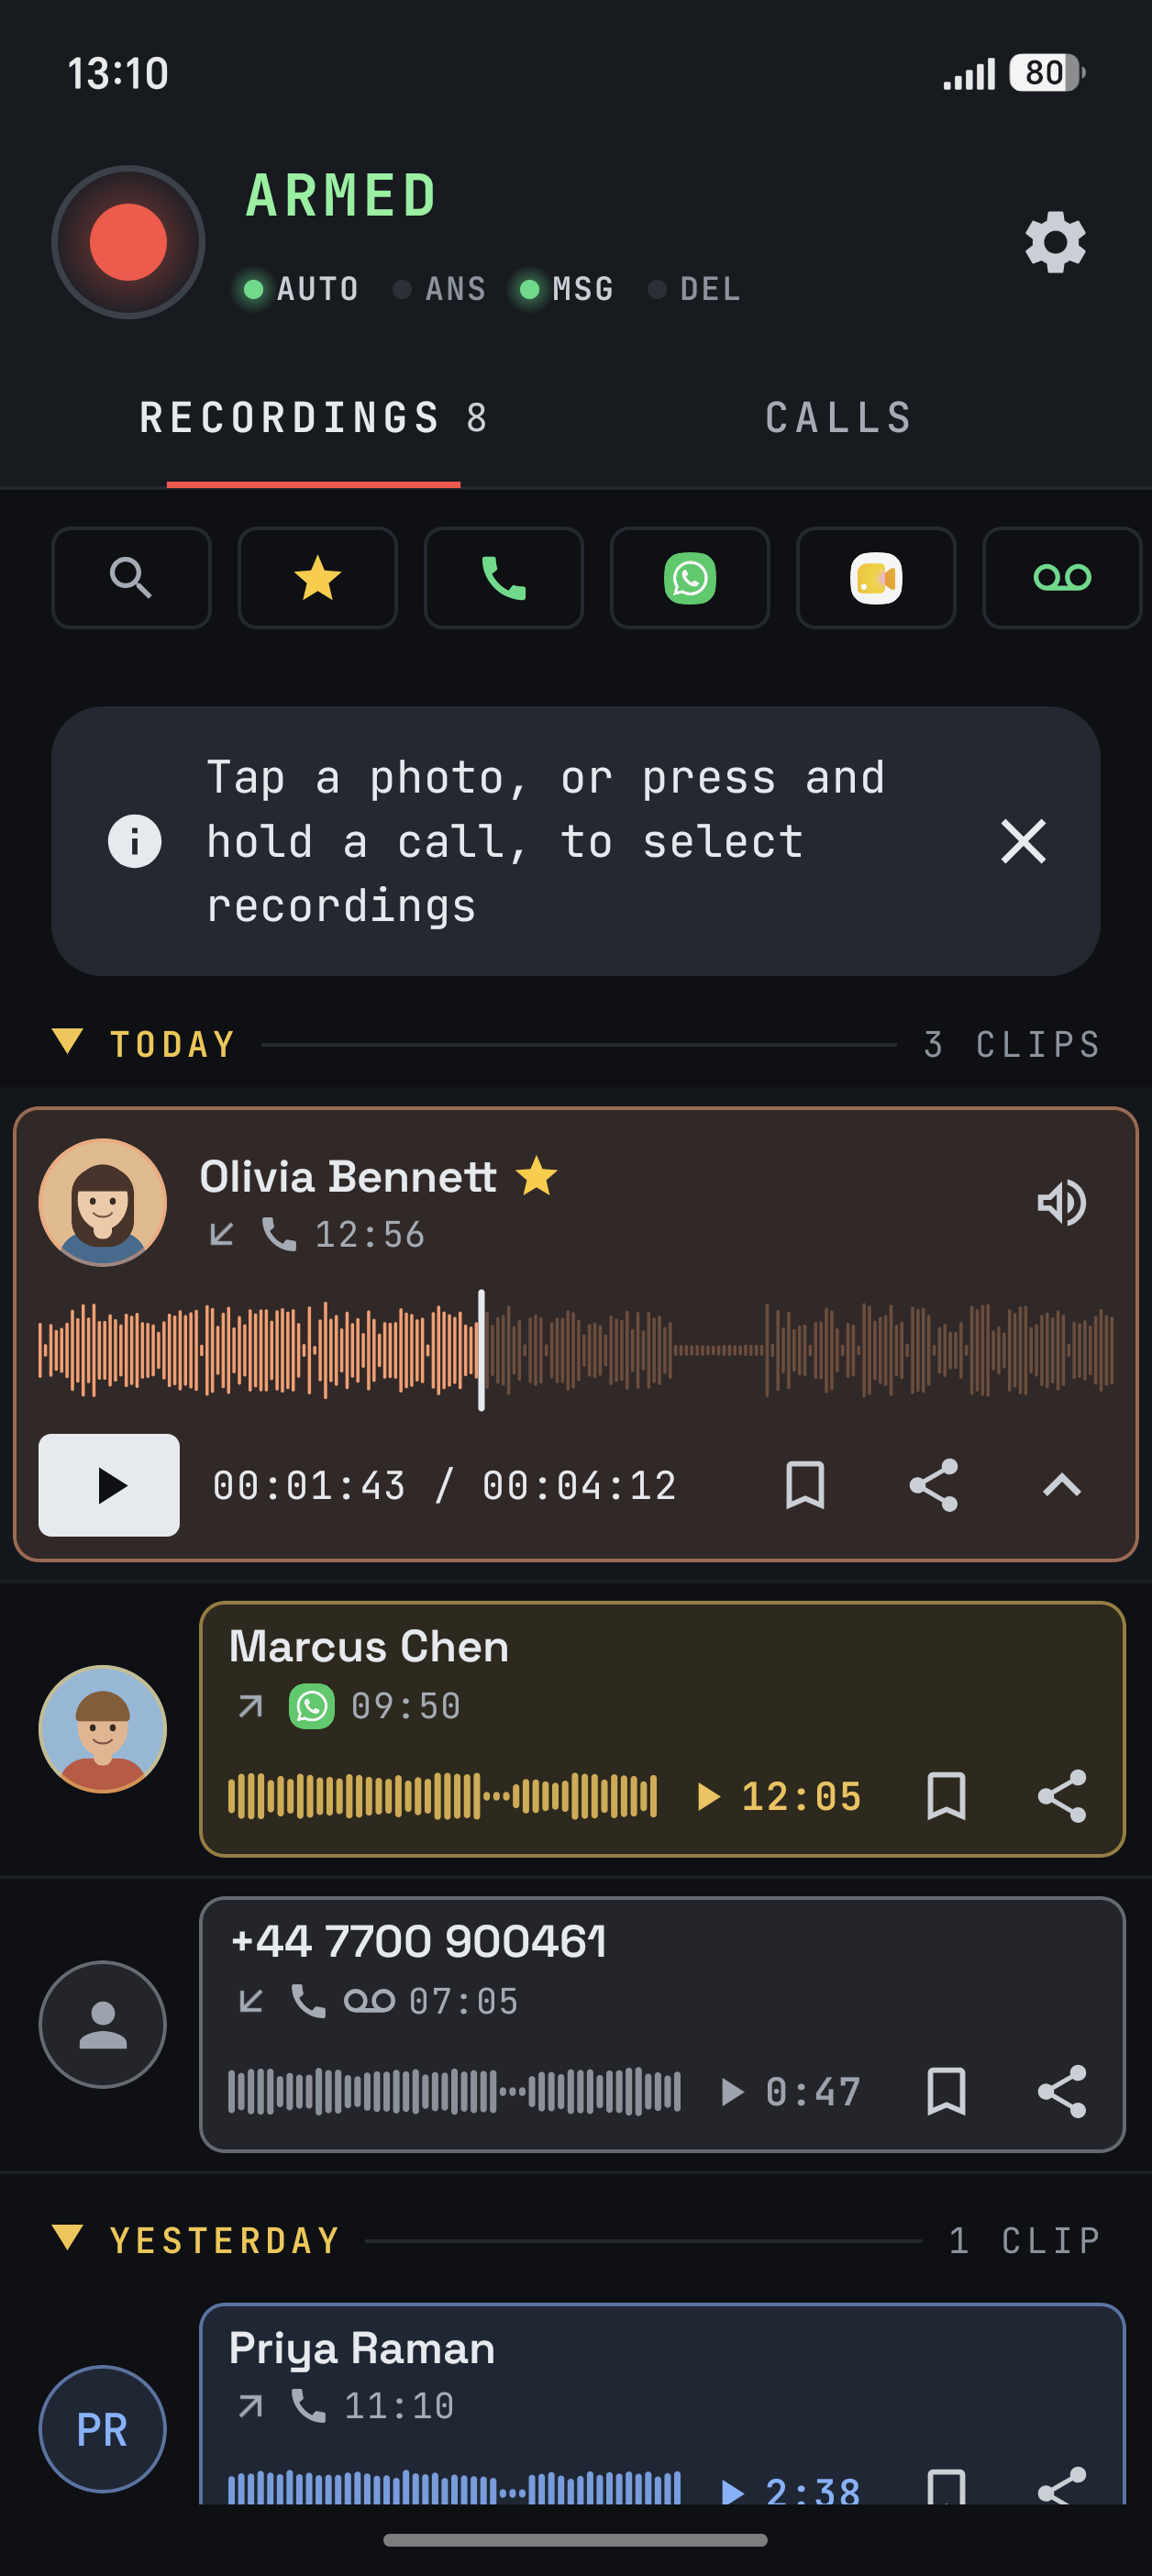 13:10
80
ARMED
AUTO ANS MSG DEL
RECORDINGS 8 CALLS
Tap a photo, or press and
hold a call, to select
recordings
TODAY 3 CLIPS
Olivia Bennett
12:56
00:01:43 / 00:04:12
Marcus Chen
09:50
12:05
+44 7700 900461
07:05
0:47
YESTERDAY 1 CLIP
Priya Raman
11:10
PR
2:38